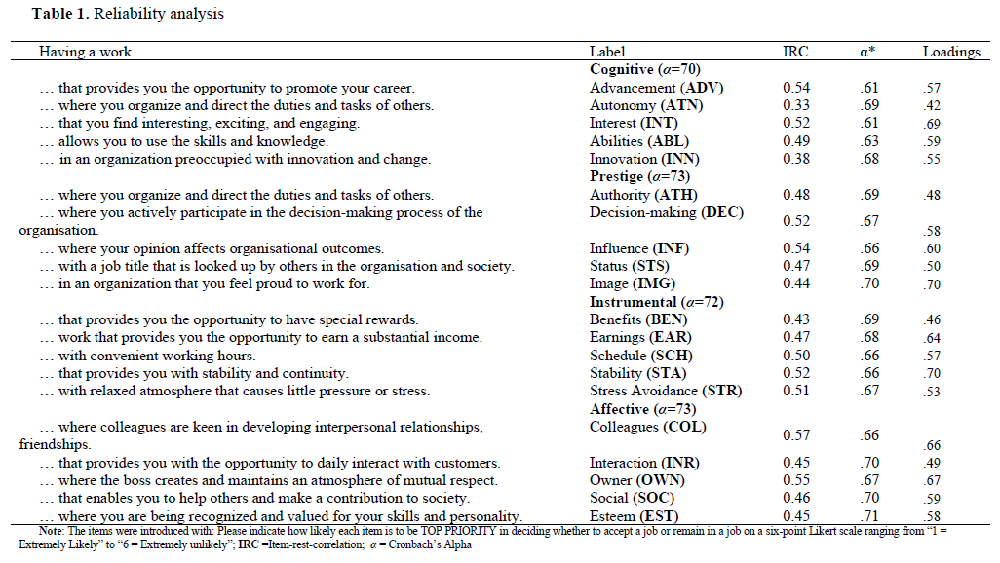 Table 1. Reliability analysis
Having a work… Label IRC α* Loadings
Cognitive (α=70)
… that provides you the opportunity to promote your career. Advancement (ADV) 0.54 .61 .57
… where you organize and direct the duties and tasks of others. Autonomy (ATN) 0.33 .69 .42
… that you find interesting, exciting, and engaging. Interest (INT) 0.52 .61 .69
… allows you to use the skills and knowledge. Abilities (ABL) 0.49 .63 .59
… in an organization preoccupied with innovation and change. Innovation (INN) 0.38 .68 .55
Prestige (α=73)
… where you organize and direct the duties and tasks of others. Authority (ATH) 0.48 .69 .48
… where you actively participate in the decision-making process of the Decision-making (DEC) 0.52 .67
organisation. .58
… where your opinion affects organisational outcomes. Influence (INF) 0.54 .66 .60
… with a job title that is looked up by others in the organisation and society. Status (STS) 0.47 .69 .50
… in an organization that you feel proud to work for. Image (IMG) 0.44 .70 .70
Instrumental (α=72)
… that provides you the opportunity to have special rewards. Benefits (BEN) 0.43 .69 .46
… work that provides you the opportunity to earn a substantial income. Earnings (EAR) 0.47 .68 .64
… with convenient working hours. Schedule (SCH) 0.50 .66 .57
… that provides you with stability and continuity. Stability (STA) 0.52 .66 .70
… with relaxed atmosphere that causes little pressure or stress. Stress Avoidance (STR) 0.51 .67 .53
Affective (α=73)
… where colleagues are keen in developing interpersonal relationships, Colleagues (COL) 0.57 .66
friendships. .66
… that provides you with the opportunity to daily interact with customers. Interaction (INR) 0.45 .70 .49
… where the boss creates and maintains an atmosphere of mutual respect. Owner (OWN) 0.55 .67 .67
… that enables you to help others and make a contribution to society. Social (SOC) 0.46 .70 .59
… where you are being recognized and valued for your skills and personality. Esteem (EST) 0.45 .71 .58
Note: The items were introduced with: Please indicate how likely each item is to be TOP PRIORITY in deciding whether to accept a job or remain in a job on a six-point Likert scale ranging from “1 =
Extremely Likely” to “6 = Extremely unlikely”; IRC =Item-rest-correlation; α = Cronbach’s Alpha